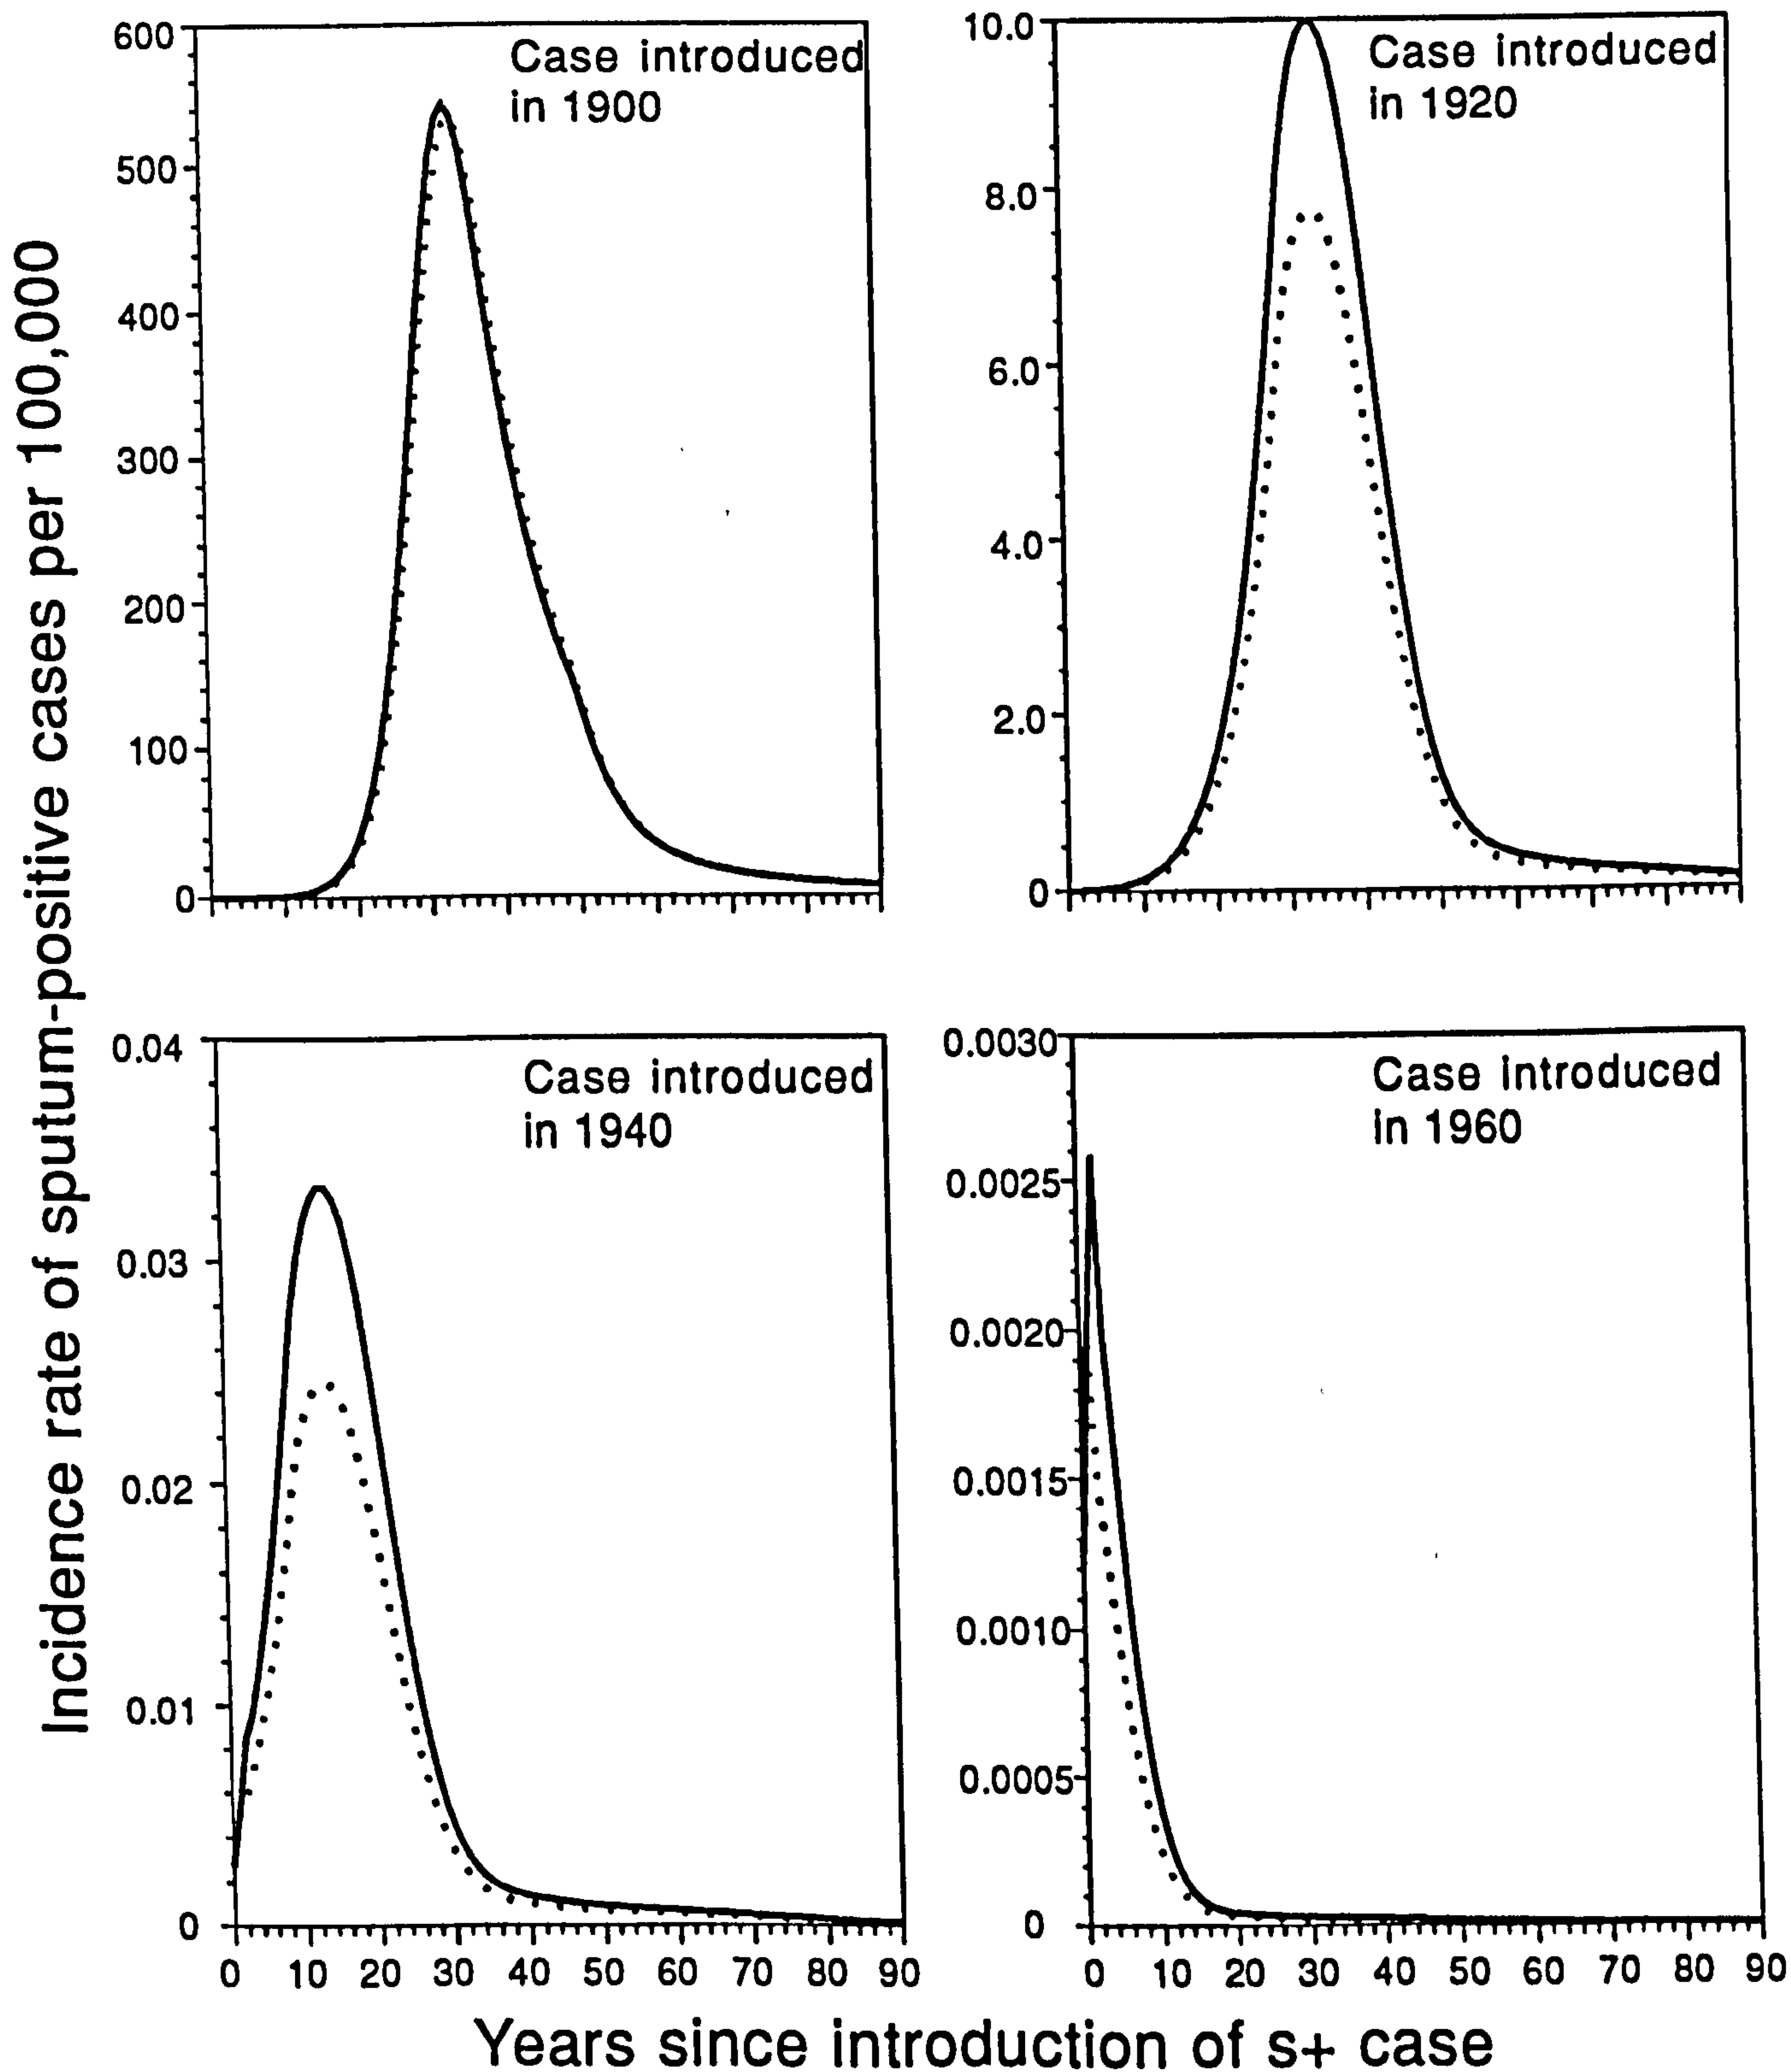 Incidence rate of sputum-positive cases per 100,000
600
500
400
300
200
100
0
Case introduced
in 1900
10.0
8.0
6.0
4.0
2.0
0
Case introduced
in 1920
0.04
0.03
0.02
0.01
0
Case introduced
in 1940
0 10 20 30 40 50 60 70 80 90
0.0030
0.0025
0.0020
0.0015
0.0010
0.0005
0
Case introduced
in 1960
0 10 20 30 40 50 60 70 80 90
Years since introduction of s+ case